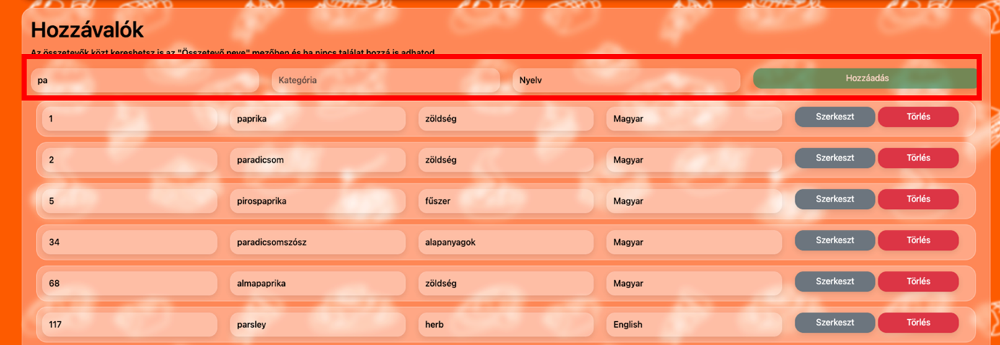 Hozzávalók
Az összetevők közt kereshetsz is az "Összetevő neve" mezőben és ha nincs találat hozzá is adhatod
pa Kategória Nyelv Hozzáadás
1 paprika zöldség Magyar Szerkeszt Törlés
2 paradicsom zöldség Magyar Szerkeszt Törlés
5 pirospaprika fűszer Magyar Szerkeszt Törlés
34 paradicsomszósz alapanyagok Magyar Szerkeszt Törlés
68 almapaprika zöldség Magyar Szerkeszt Törlés
117 parsley herb English Szerkeszt Törlés